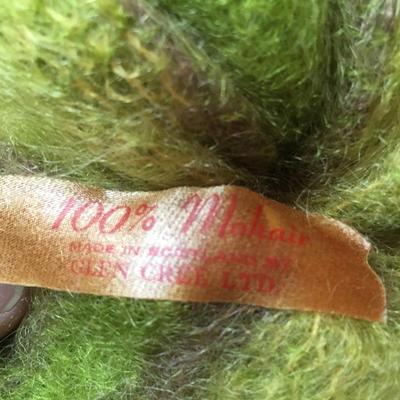 100% Mohair
MADE IN SCOTLAND BY
GLEN CREE LTD.